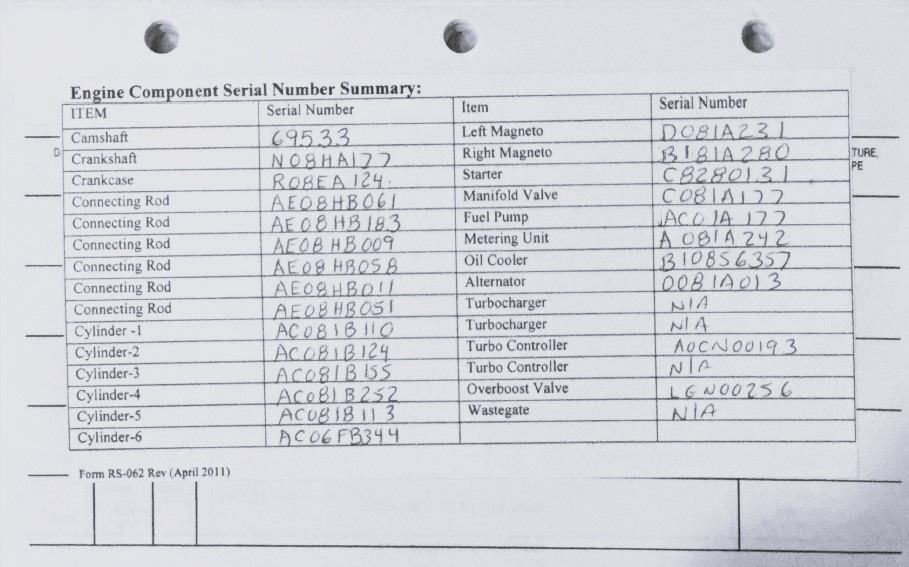 Engine Component Serial Number Summary:
ITEM Serial Number Item Serial Number
Camshaft 69533 Left Magneto D081A231
Crankshaft N08HA177 Right Magneto B181A280
Crankcase R08EA124. Starter C8280131
Connecting Rod AE08HB061 Manifold Valve C081A177
Connecting Rod AE08HB183 Fuel Pump AC01A177
Connecting Rod AE08HB009 Metering Unit A081A242
Connecting Rod AE08HB058 Oil Cooler B10856357
Connecting Rod AE08HB011 Alternator 0081A013
Connecting Rod AE08HB051 Turbocharger N/A
Cylinder -1 AC081B110 Turbocharger N/A
Cylinder-2 AC081B124 Turbo Controller A0CN00193
Cylinder-3 AC081B155 Turbo Controller N/A
Cylinder-4 AC081B252 Overboost Valve LGN00256
Cylinder-5 AC081B113 Wastegate N/A
Cylinder-6 AC06FB344
D
TURE,
PE
Form RS-062 Rev (April 2011)